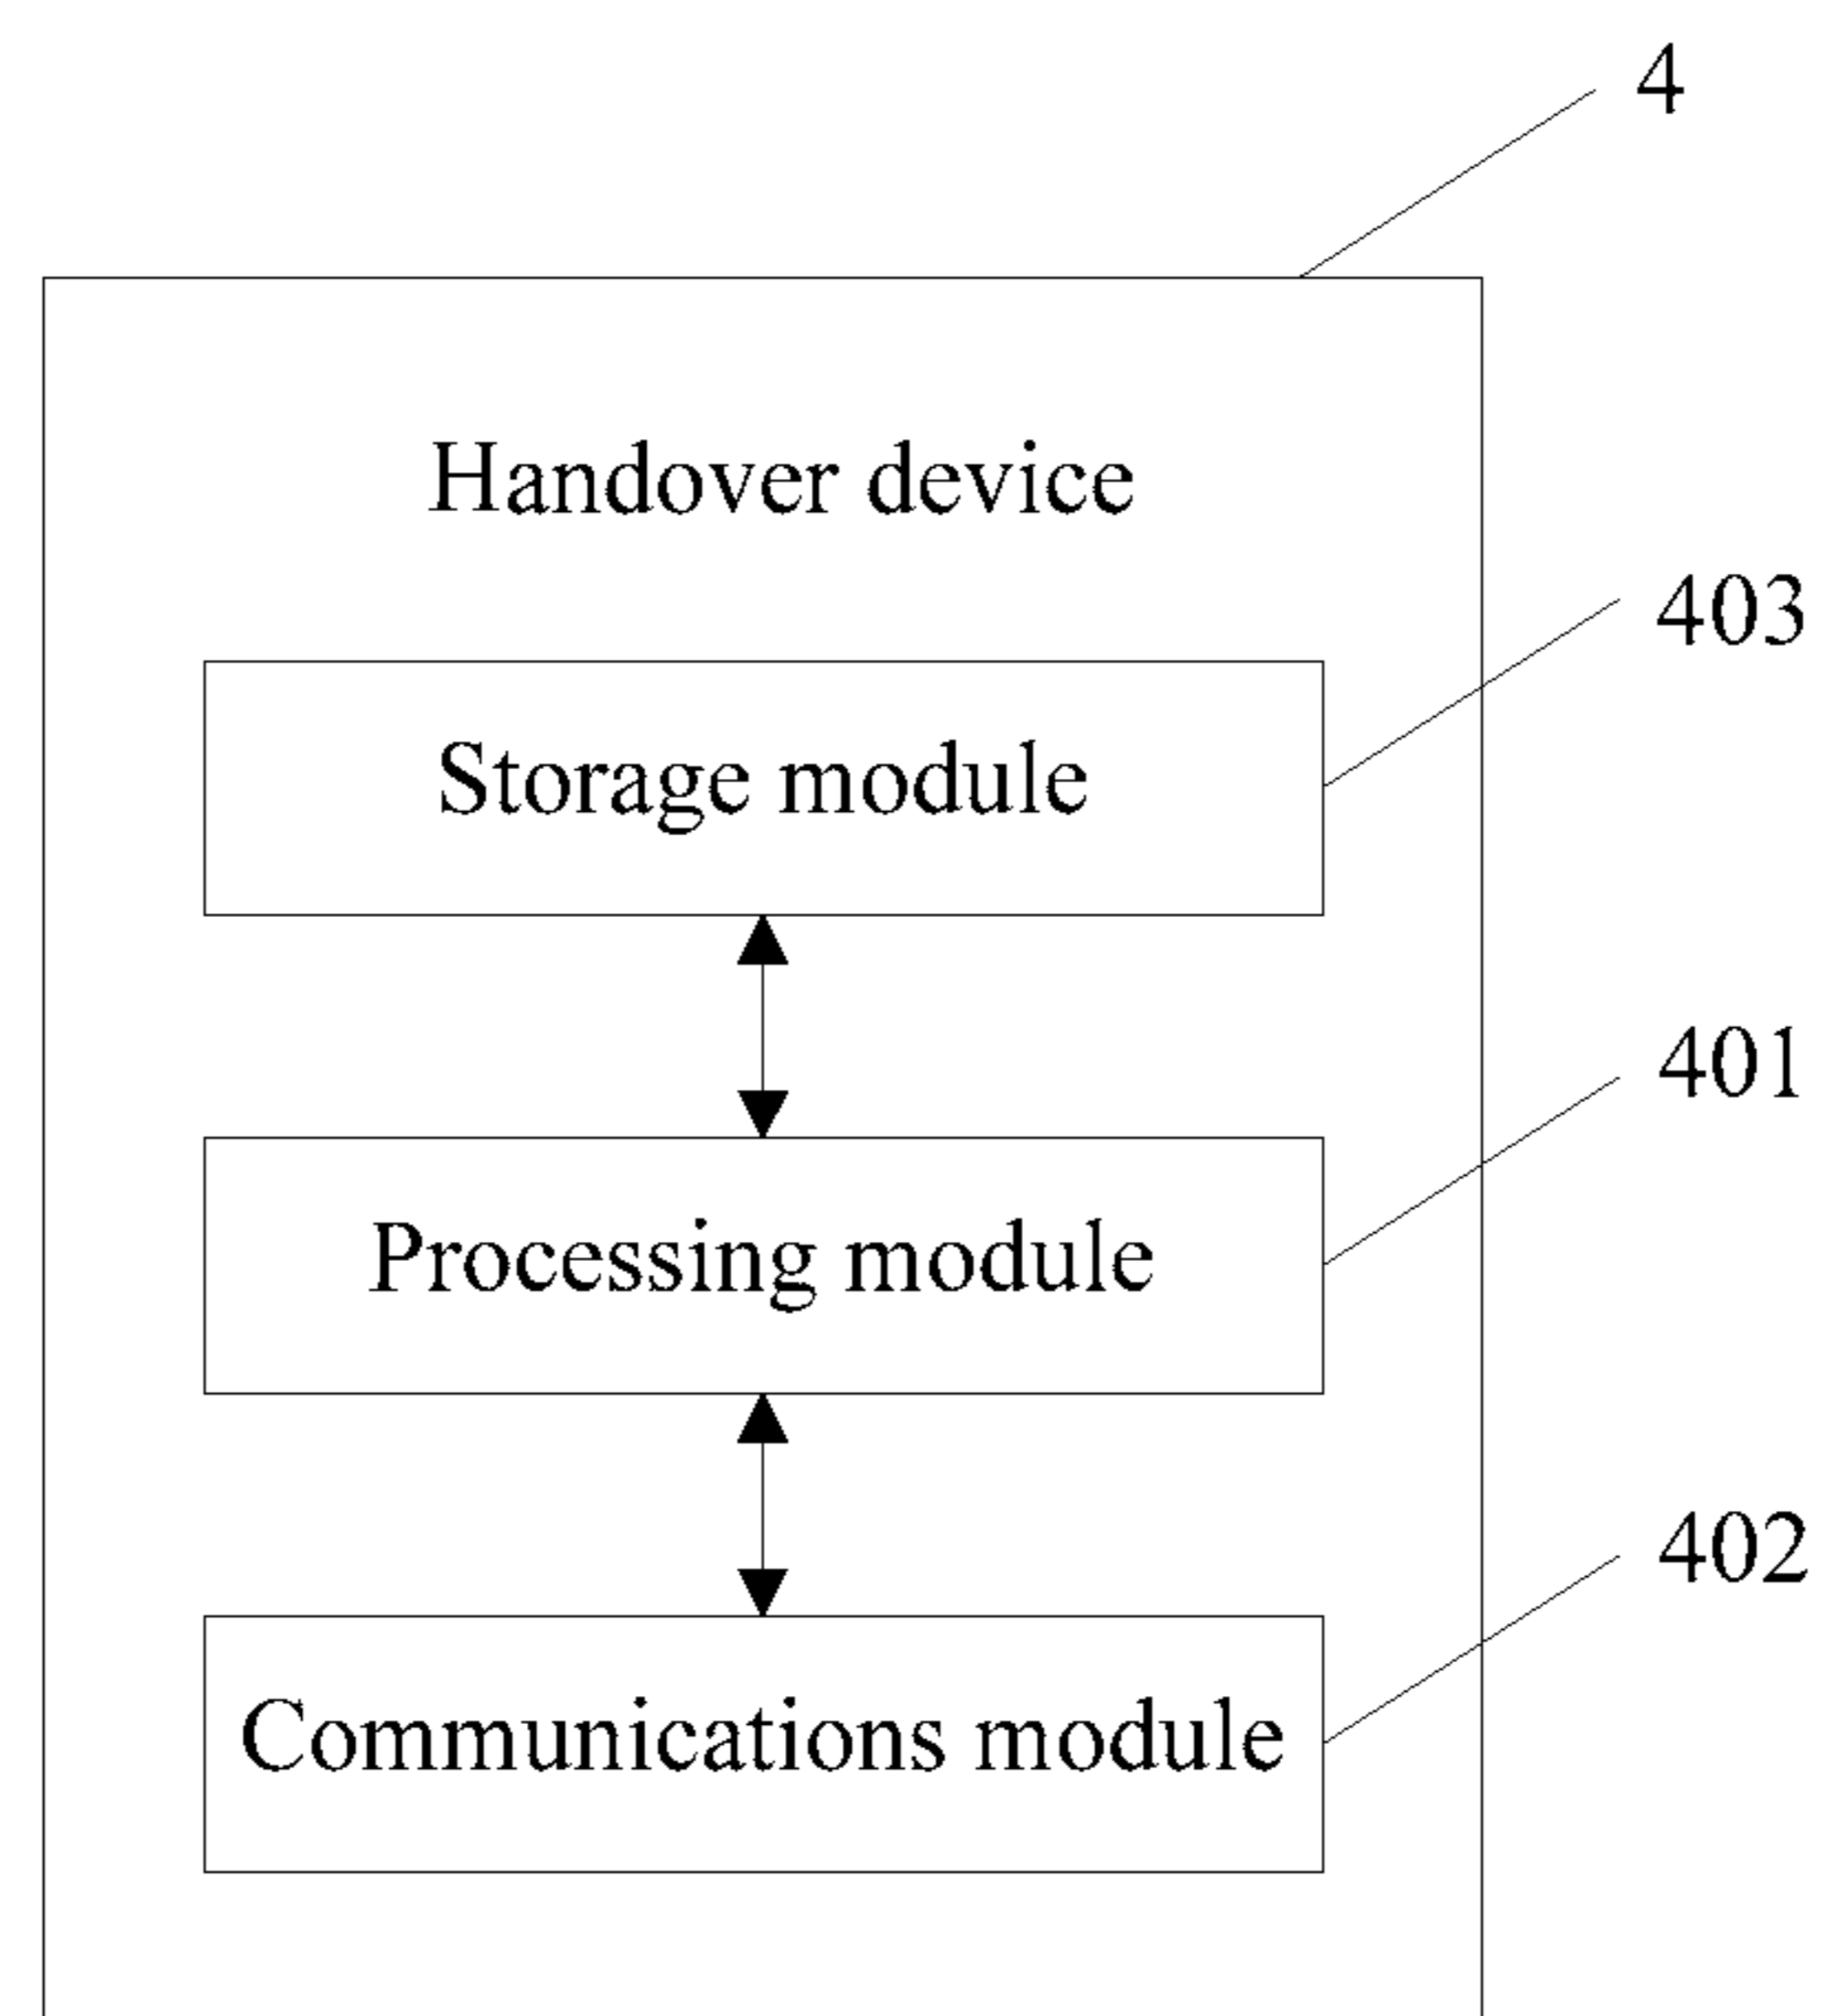 4
Handover device
403
Storage module
401
Processing module
402
Communications module